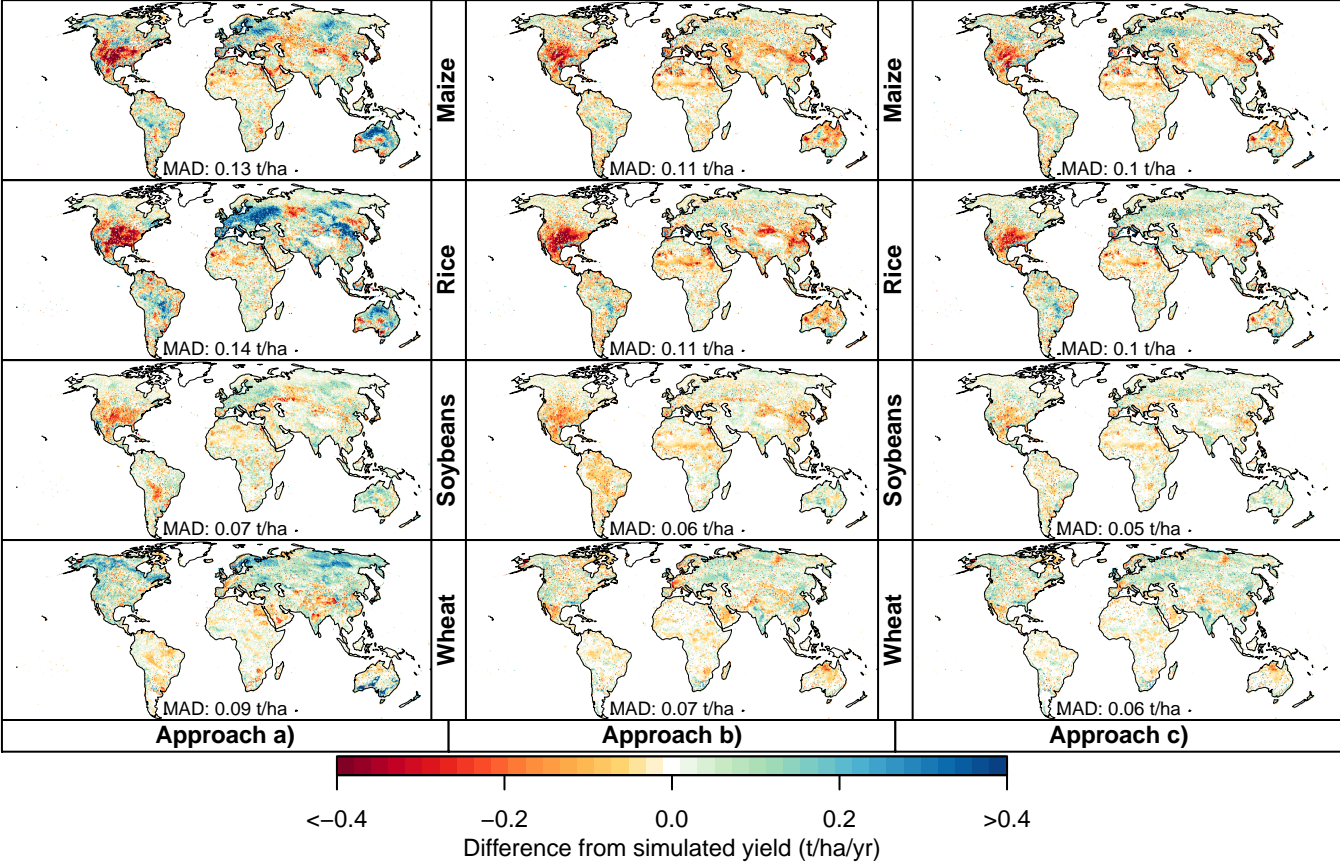 MAD: 0.13 t/ha
Maize
MAD: 0.11 t/ha
Maize
MAD: 0.1 t/ha
MAD: 0.14 t/ha
Rice
MAD: 0.11 t/ha
Rice
MAD: 0.1 t/ha
MAD: 0.07 t/ha
Soybeans
MAD: 0.06 t/ha
Soybeans
MAD: 0.05 t/ha
MAD: 0.09 t/ha
Wheat
MAD: 0.07 t/ha
Wheat
MAD: 0.06 t/ha
Approach a)
Approach b)
Approach c)
<−0.4
−0.2
0.0
0.2
>0.4
Difference from simulated yield (t/ha/yr)